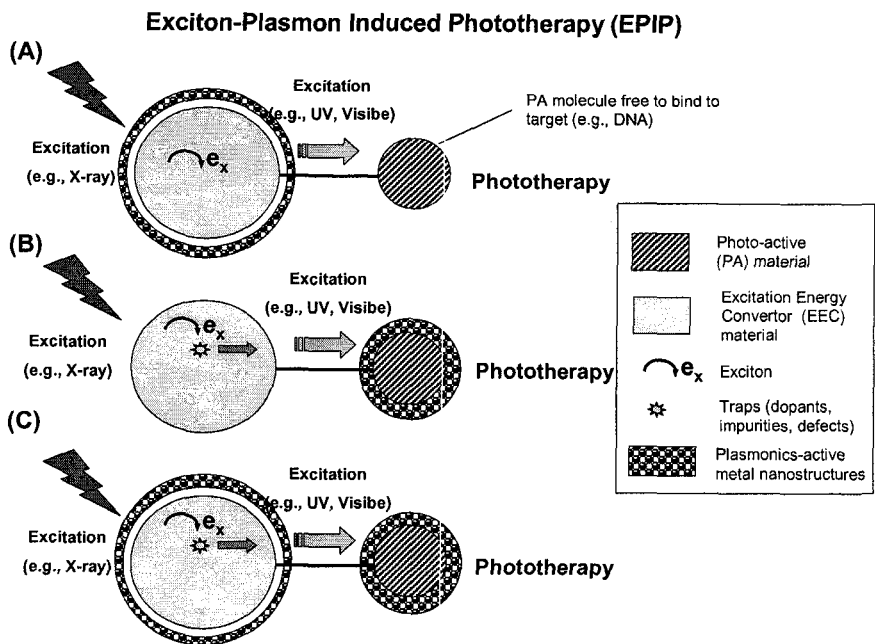 Exciton-Plasmon Induced Phototherapy (EPIP)
(A)
Excitation
(e.g., UV, Visibe)
PA molecule free to bind to
target (e.g., DNA)
Excitation
(e.g., X-ray)
ex
Phototherapy
(B)
Excitation
(e.g., UV, Visibe)
Excitation
(e.g., X-ray)
ex
Phototherapy
(C)
Excitation
(e.g., UV, Visibe)
Excitation
(e.g., X-ray)
ex
Phototherapy
Photo-active
(PA) material
Excitation Energy
Convertor (EEC)
material
ex Exciton
Traps (dopants,
impurities, defects)
Plasmonics-active
metal nanostructures